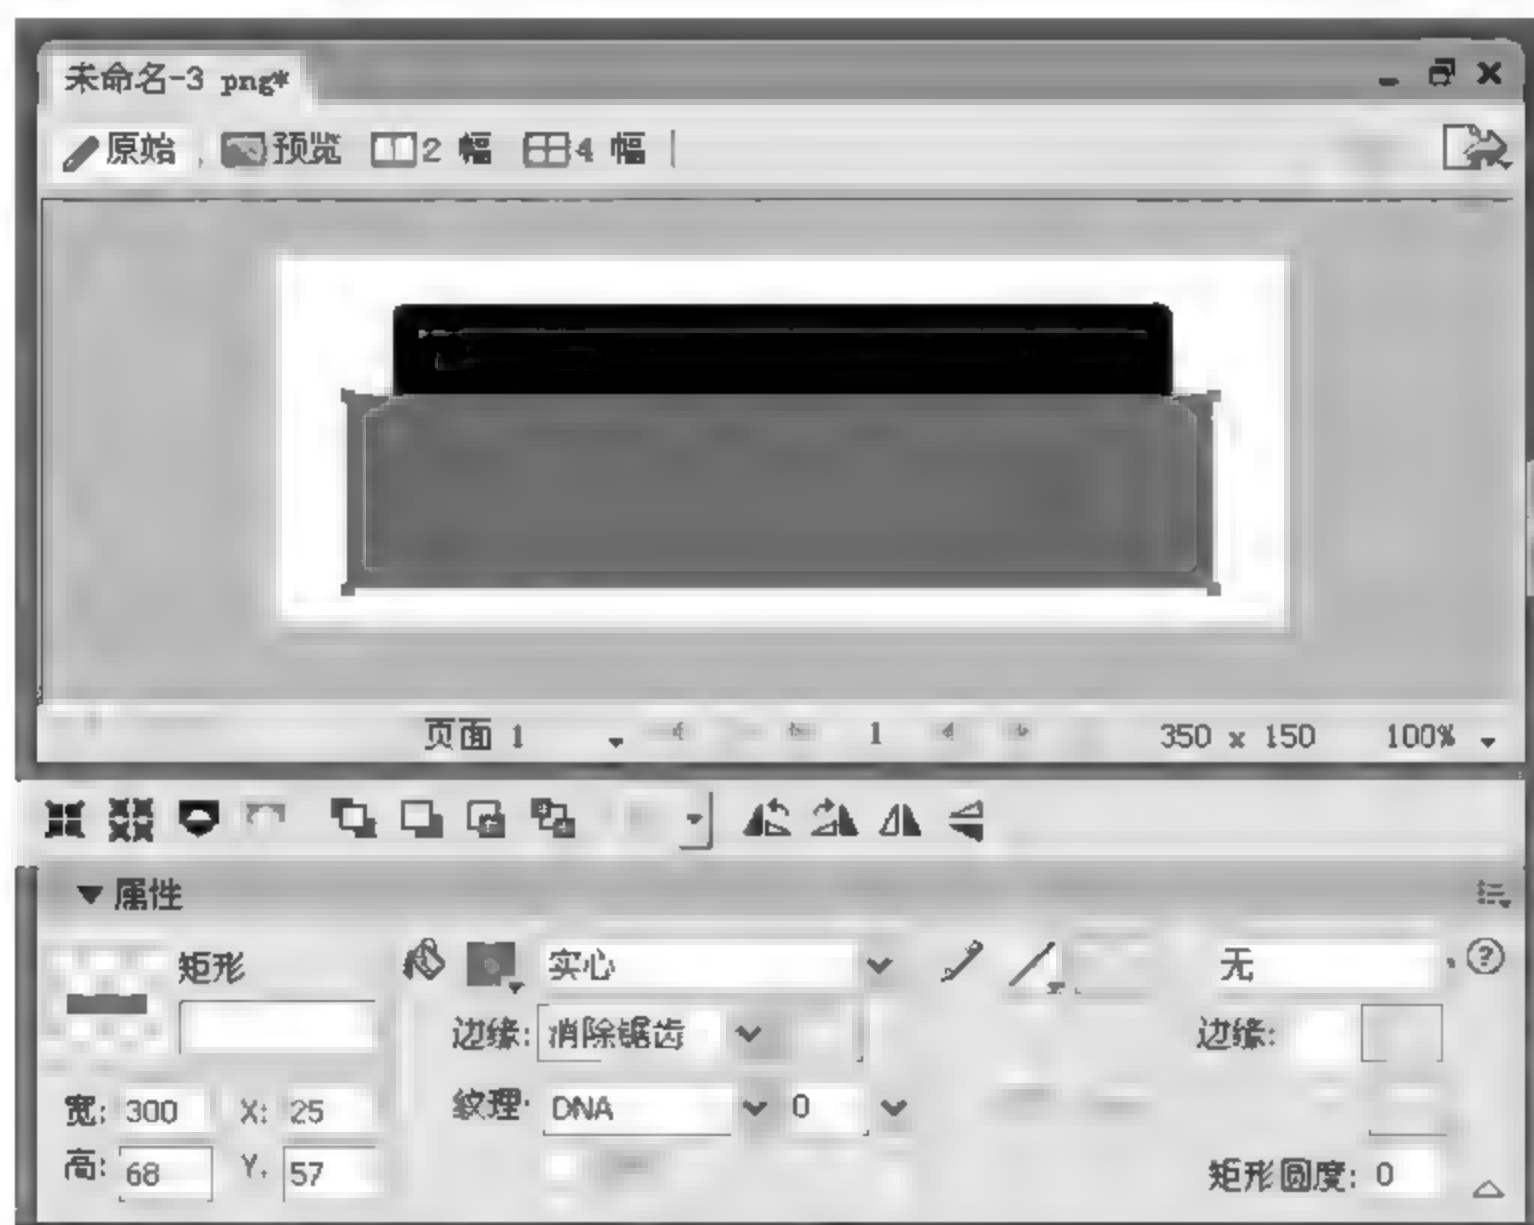 未命名-3 png*
原始 预览 2 幅 4 幅
页面 1 1 350 x 150 100%
属性
矩形 实心 无
边缘: 消除锯齿 边缘:
宽: 300 X: 25 纹理: DNA 0
高: 68 Y: 57 矩形圆度: 0